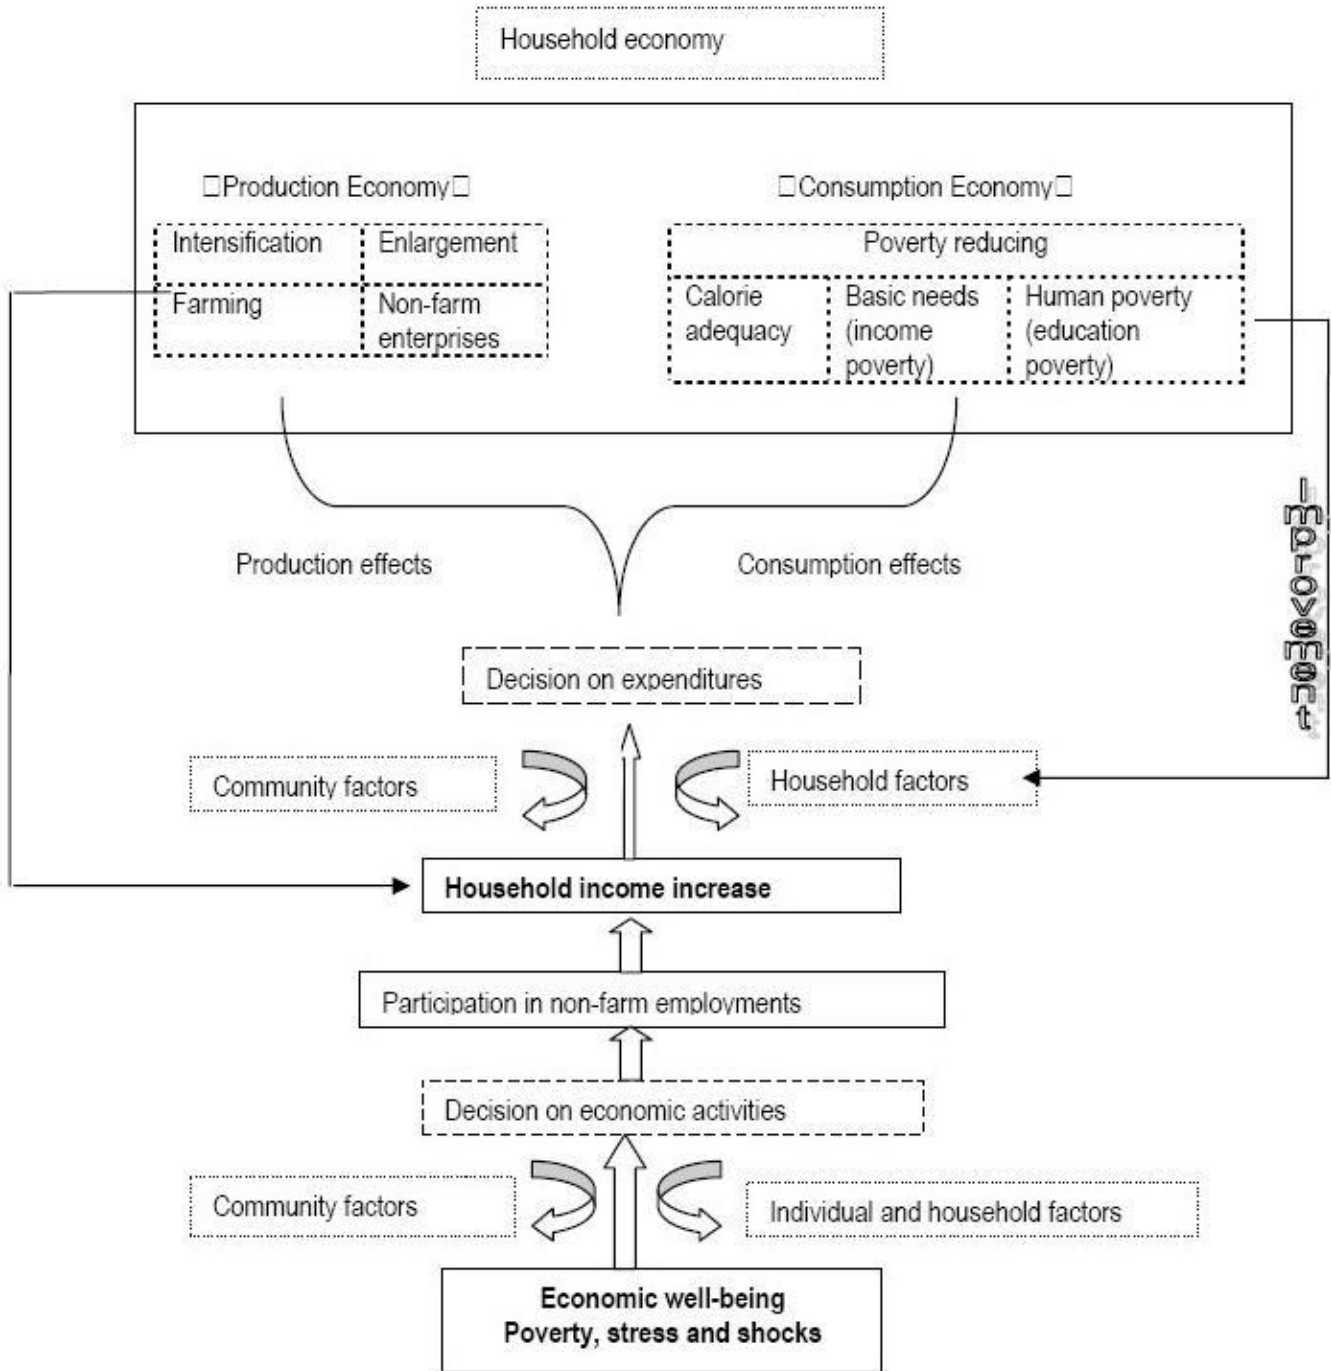 Household economy
□Production Economy□
□Consumption Economy□
Intensification
Enlargement
Farming
Non-farm
enterprises
Poverty reducing
Calorie
adequacy
Basic needs
(income
poverty)
Human poverty
(education
poverty)
Production effects
Consumption effects
Improvement
Decision on expenditures
Community factors
Household factors
Household income increase
Participation in non-farm employments
Decision on economic activities
Community factors
Individual and household factors
Economic well-being
Poverty, stress and shocks